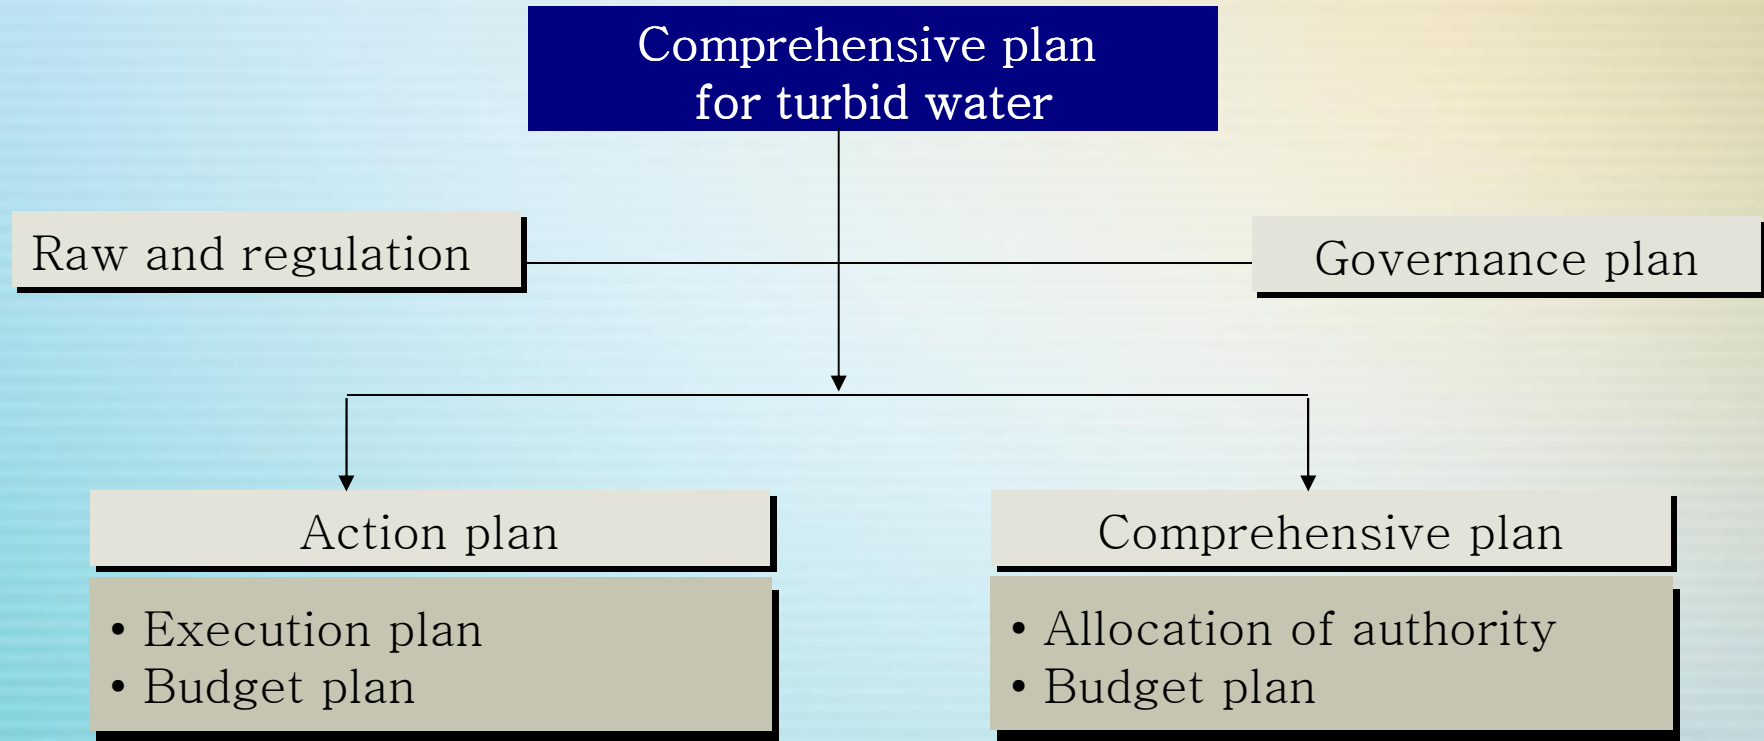 Comprehensive plan
for turbid water
Raw and regulation
Governance plan
Action plan
Comprehensive plan
• Execution plan
• Budget plan
• Allocation of authority
• Budget plan